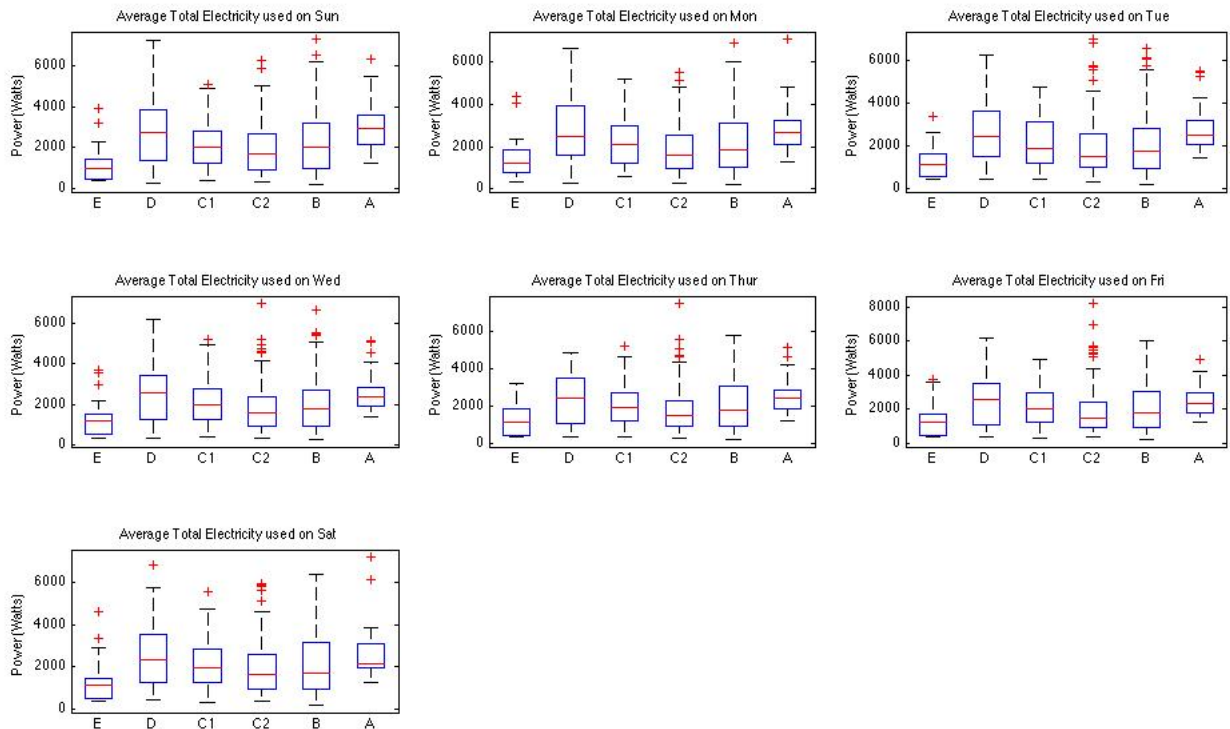 Average Total Electricity used on Sun
Power(Watts)
6000
4000
2000
0
E D C1 C2 B A
Average Total Electricity used on Mon
Power(Watts)
6000
4000
2000
0
E D C1 C2 B A
Average Total Electricity used on Tue
Power(Watts)
6000
4000
2000
0
E D C1 C2 B A
Average Total Electricity used on Wed
Power(Watts)
6000
4000
2000
0
E D C1 C2 B A
Average Total Electricity used on Thur
Power(Watts)
6000
4000
2000
0
E D C1 C2 B A
Average Total Electricity used on Fri
Power(Watts)
8000
6000
4000
2000
0
E D C1 C2 B A
Average Total Electricity used on Sat
Power(Watts)
6000
4000
2000
0
E D C1 C2 B A